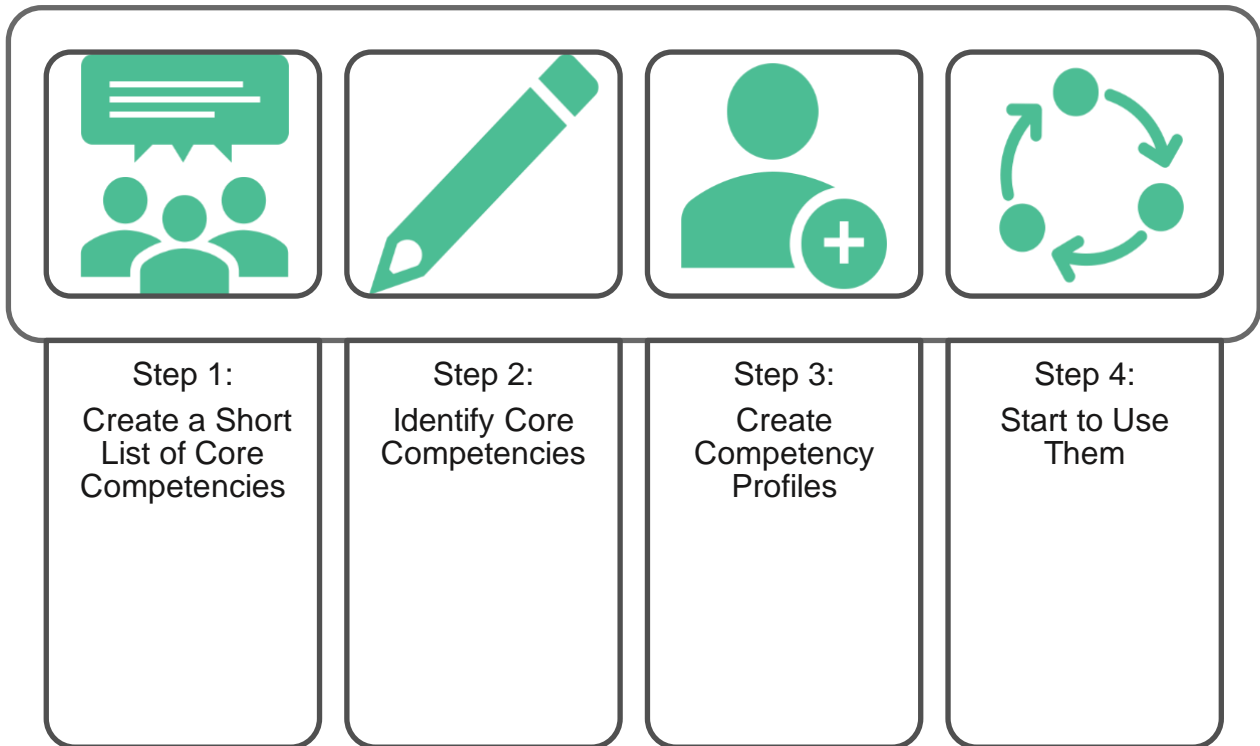 Step 1:
Create a Short
List of Core
Competencies
Step 2:
Identify Core
Competencies
Step 3:
Create
Competency
Profiles
Step 4:
Start to Use
Them